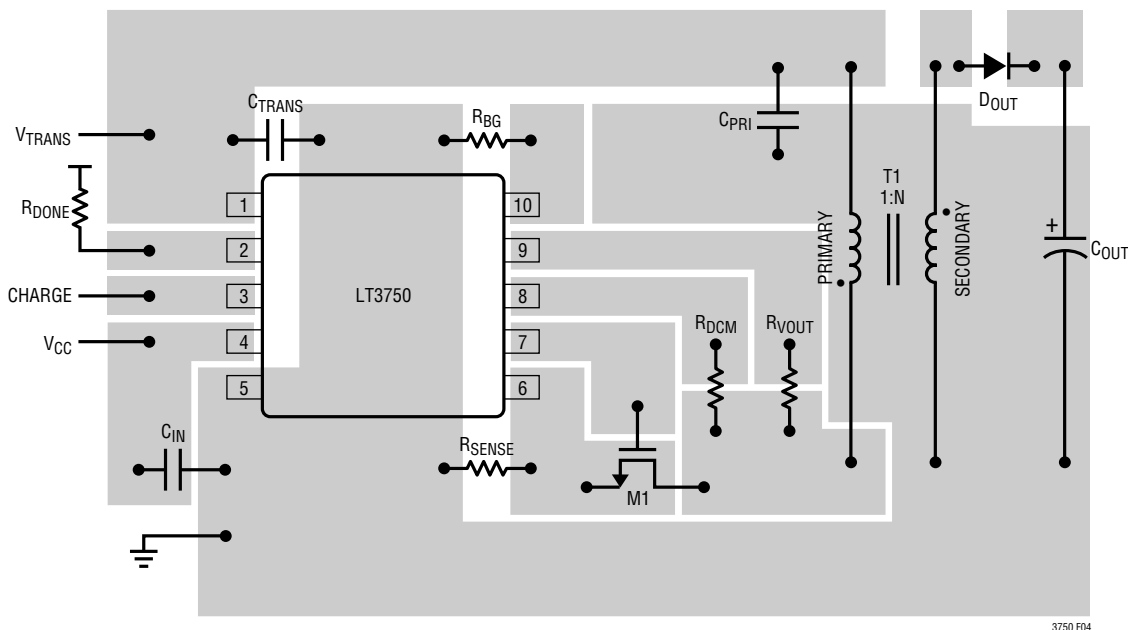 CTRANS
RBG
DOUT
CPRI
VTRANS
T1
1:N
RDONE
1
10
2
9
PRIMARY
SECONDARY
+
COUT
CHARGE
3
LT3750
8
VCC
4
7
RDCM
RVOUT
5
6
CIN
RSENSE
M1
3750 F04